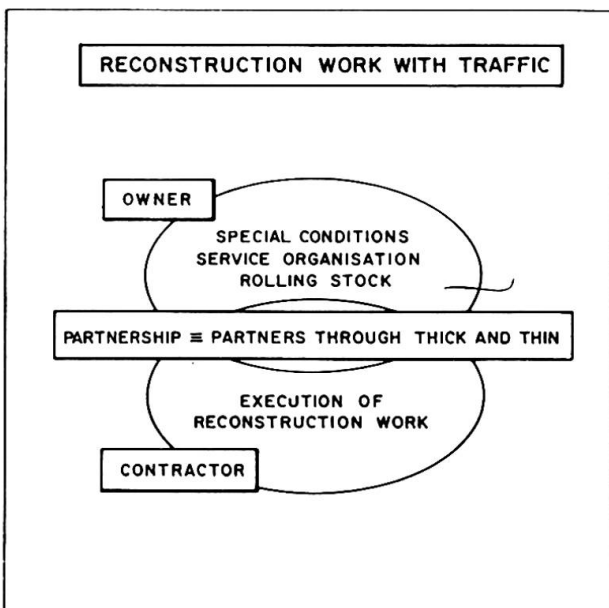 RECONSTRUCTION WORK WITH TRAFFIC
OWNER
SPECIAL CONDITIONS
SERVICE ORGANISATION
ROLLING STOCK
PARTNERSHIP ≡ PARTNERS THROUGH THICK AND THIN
EXECUTION OF
RECONSTRUCTION WORK
CONTRACTOR